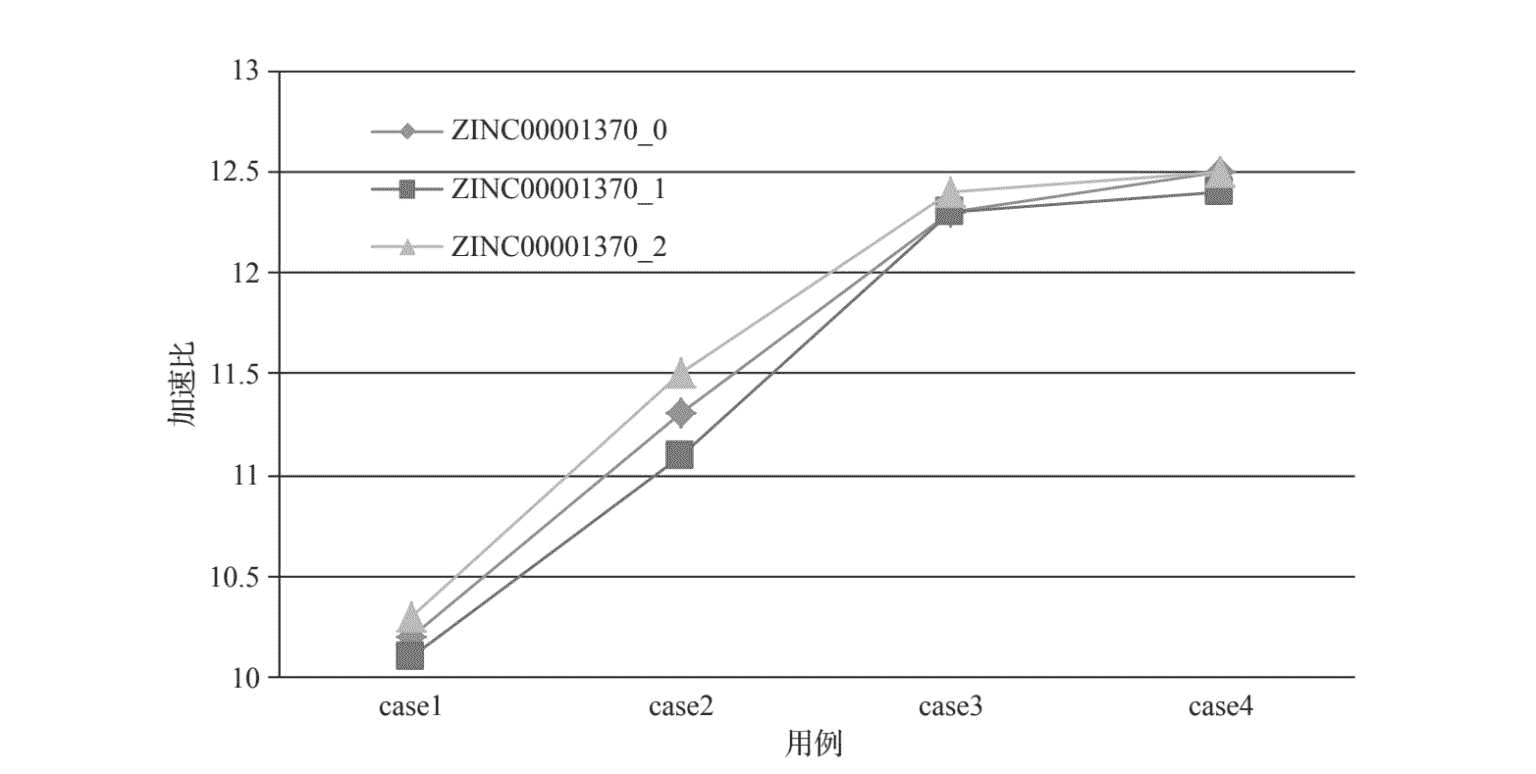 13
12.5
12
11.5
11
10.5
10
加速比
ZINC00001370_0
ZINC00001370_1
ZINC00001370_2
case1 case2 case3 case4
用例